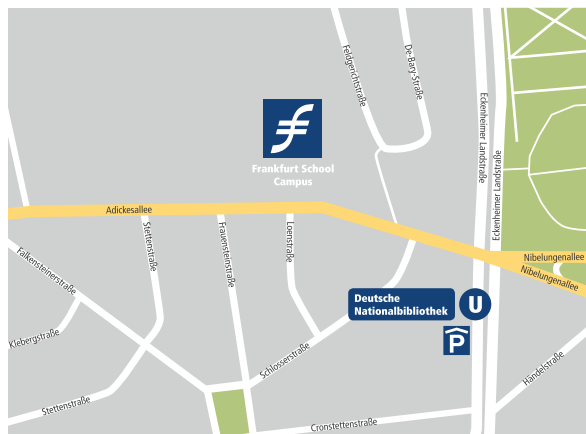 Feldgerichtstraße
De-Bary-Straße
Eckenheimer
Landstraße
Eckenheimer
Landstraße
Frankfurt School
Campus
Adickesallee
Stettenstraße
Frauensteinstraße
Loenstraße
Falkensteinerstraße
Nibelungenallee
Nibelungenallee
Deutsche
Nationalbibliothek
U
P
Klebergstraße
Schlosserstraße
Händelstraße
Stettenstraße
Cronstettenstraße